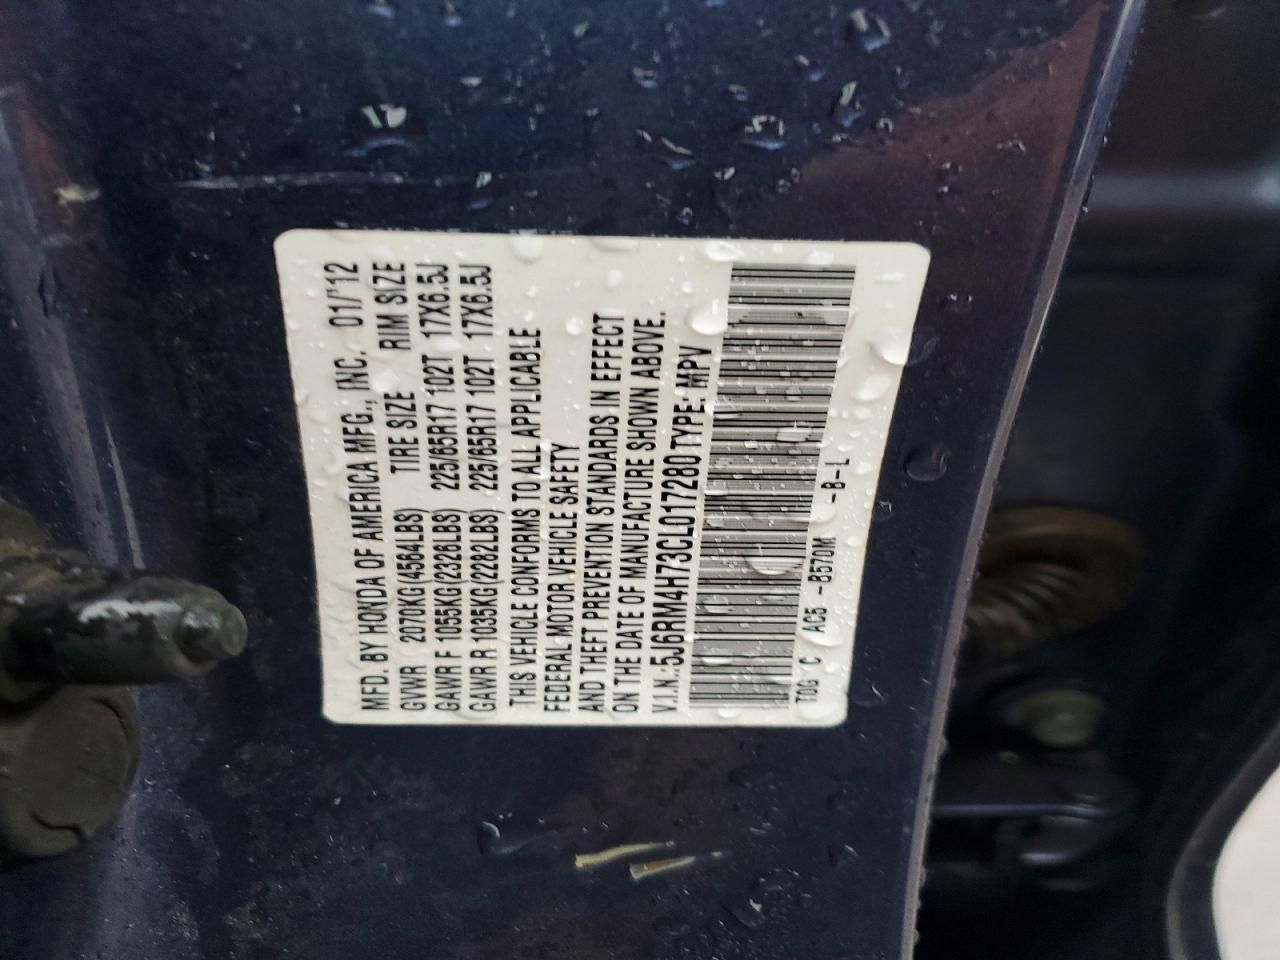 MFD. BY HONDA OF AMERICA MFG., INC. 01/'12
GVWR 2070KG(4564LBS) TIRE SIZE RIM SIZE
GAWR F 1055KG(2326LBS) 225/65R17 102T 17X6.5J
GAWR R 1035KG(2282LBS) 225/65R17 102T 17X6.5J
THIS VEHICLE CONFORMS TO ALL APPLICABLE
FEDERAL MOTOR VEHICLE SAFETY
AND THEFT PREVENTION STANDARDS IN EFFECT
ON THE DATE OF MANUFACTURE SHOWN ABOVE.
V.I.N.:5J6RM4H73CL017280 TYPE: MPV
T0G C AC5 -B570M -B-L